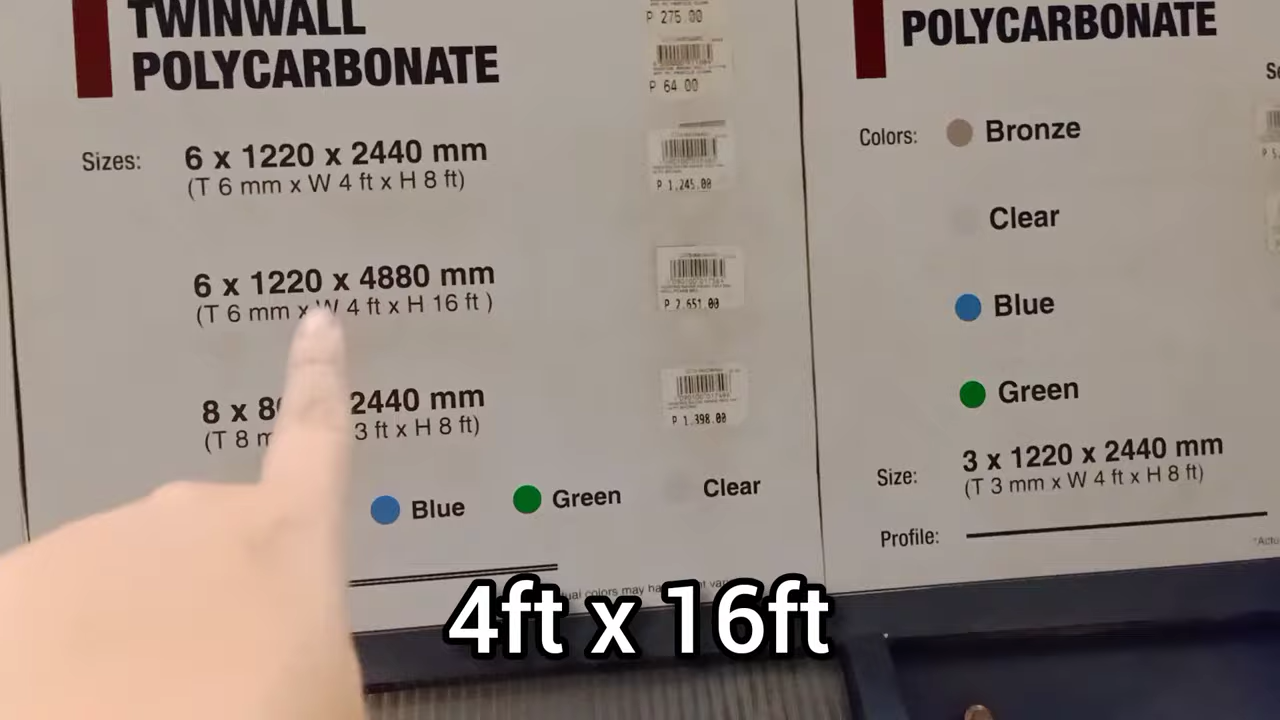 TWINWALL
POLYCARBONATE
Sizes: 6 x 1220 x 2440 mm
(T 6 mm x W 4 ft x H 8 ft)
6 x 1220 x 4880 mm
(T 6 mm x W 4 ft x H 16 ft )
8 x 2440 mm
(T 8 3 ft x H 8 ft)
Blue Green Clear
P 275.00
P 64.00
P 1,245.00
P 2,651.00
P 1,398.00
POLYCARBONATE
Colors: Bronze
Clear
Blue
Green
Size: 3 x 1220 x 2440 mm
(T 3 mm x W 4 ft x H 8 ft)
Profile:
colors may
4ft x 16ft